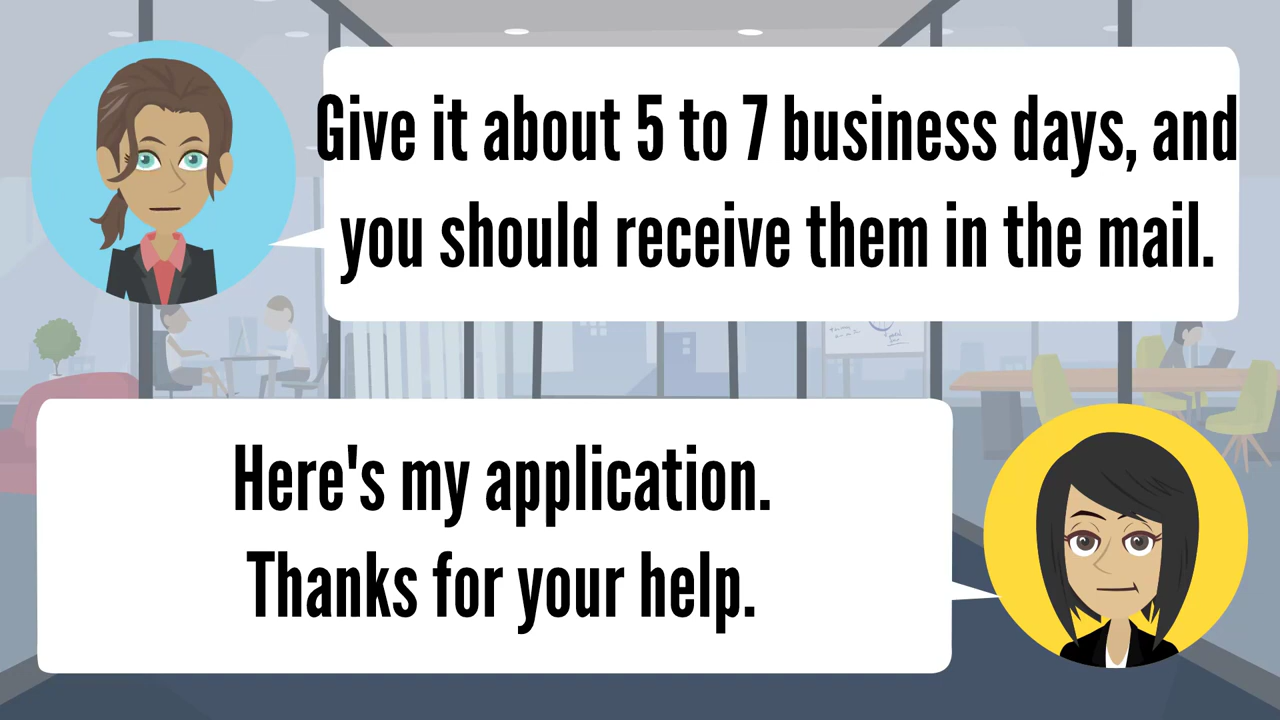 Give it about 5 to 7 business days, and
you should receive them in the mail.
Here's my application.
Thanks for your help.